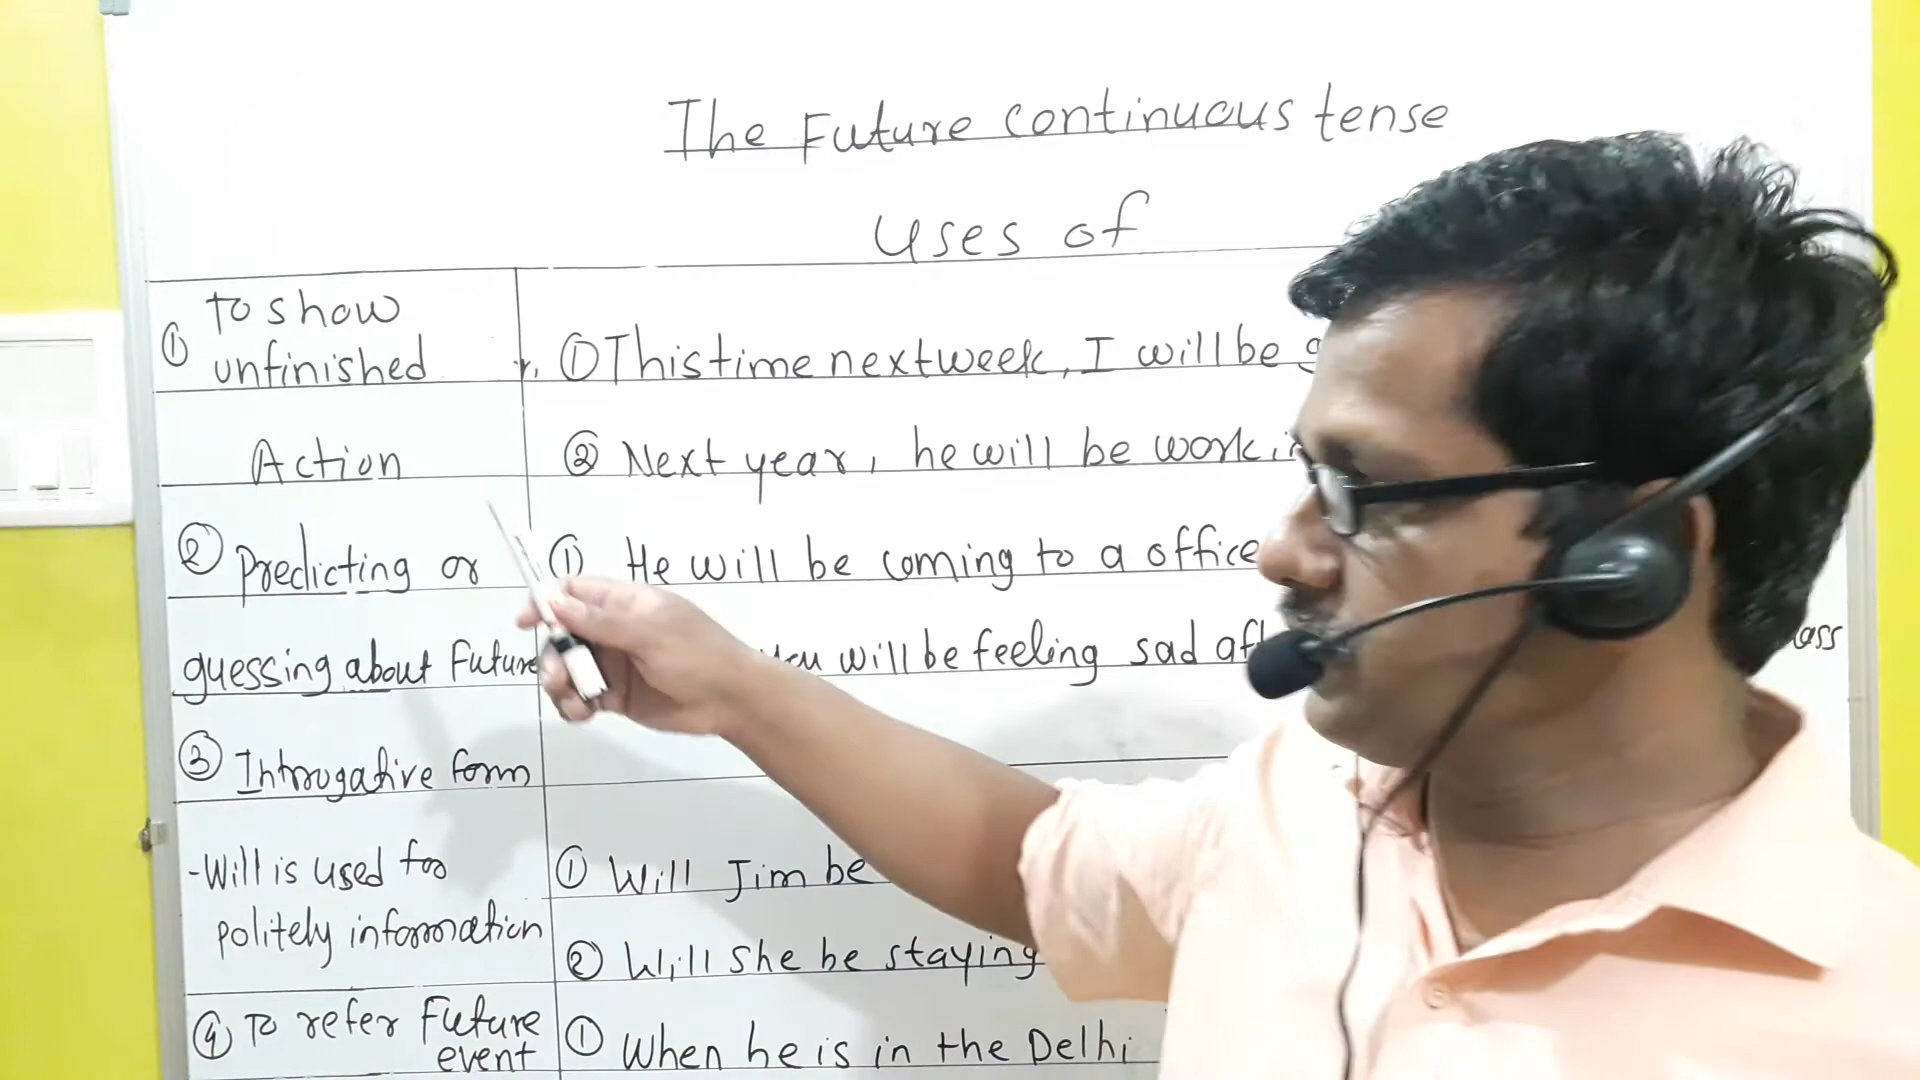 The Future continuous tense
Uses of
① To show
unfinished
Action
① This time next week, I will be
② Next year, he will be
② Predicting or
guessing about Future
① He will be coming to a office
you will be feeling sad
③ Introgative form
-Will is used for
politely information
① Will Jim be
② Will she be staying
④ To refer Future
event
① When he is in the Delhi